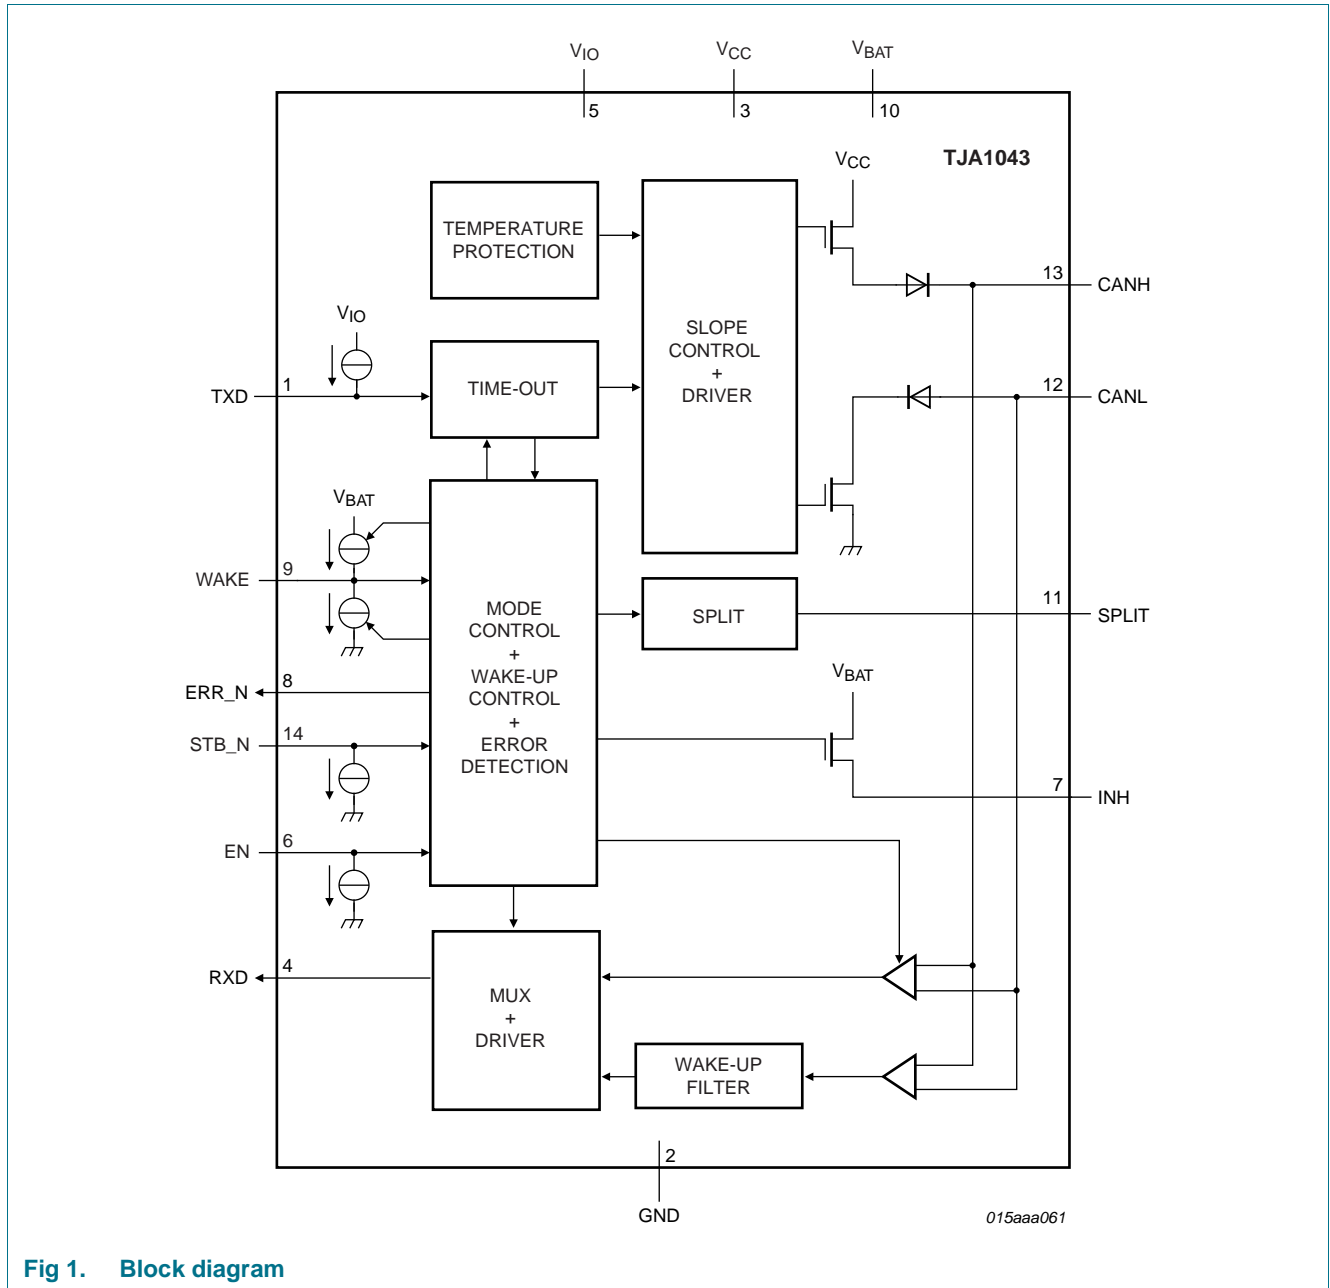 VIO
VCC
VBAT
5
3
10
TJA1043
VCC
TEMPERATURE
PROTECTION
13
CANH
VIO
SLOPE
CONTROL
+
DRIVER
TXD
1
TIME-OUT
12
CANL
VBAT
WAKE
9
MODE
CONTROL
+
WAKE-UP
CONTROL
+
ERROR
DETECTION
SPLIT
11
SPLIT
ERR_N
8
VBAT
STB_N
14
7
INH
EN
6
RXD
4
MUX
+
DRIVER
WAKE-UP
FILTER
2
GND
015aaa061
Fig 1. Block diagram